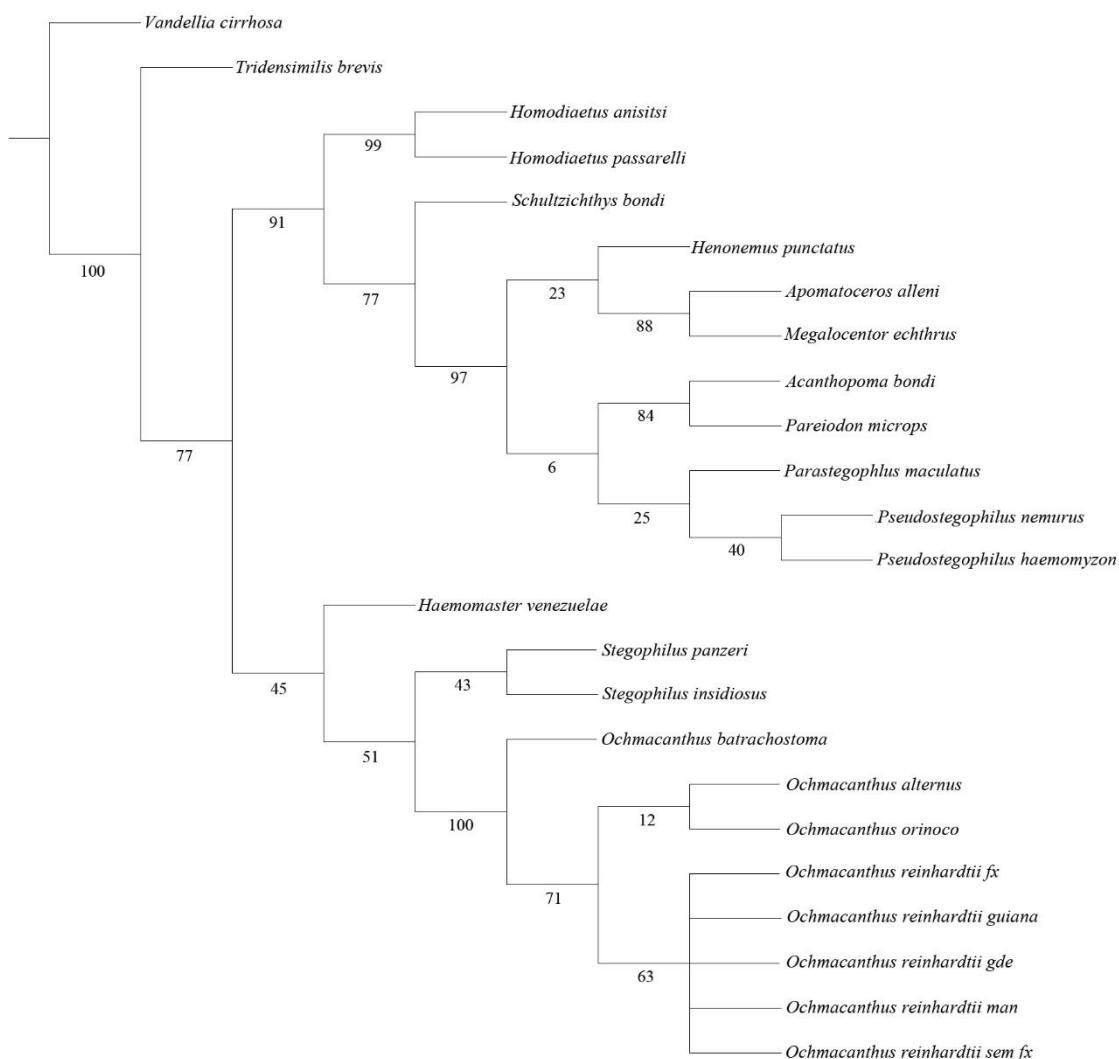 Vandellia cirrhosa
Tridensimilis brevis
Homodiaetus anisitsi
99
Homodiaetus passarelli
Schultzichthys bondi
91
Henonemus punctatus
100
77
23
Apomatoceros alleni
88
Megalocentor echthrus
97
Acanthopoma bondi
84
Pareiodon microps
77
6
Parastegophlus maculatus
25
Pseudostegophilus nemurus
40
Pseudostegophilus haemomyzon
Haemomaster venezuelae
Stegophilus panzeri
45
43
Stegophilus insidiosus
51
Ochmacanthus batrachostoma
Ochmacanthus alternus
100
12
Ochmacanthus orinoco
Ochmacanthus reinhardtii fx
71
Ochmacanthus reinhardtii guiana
Ochmacanthus reinhardtii gde
63
Ochmacanthus reinhardtii man
Ochmacanthus reinhardtii sem fx